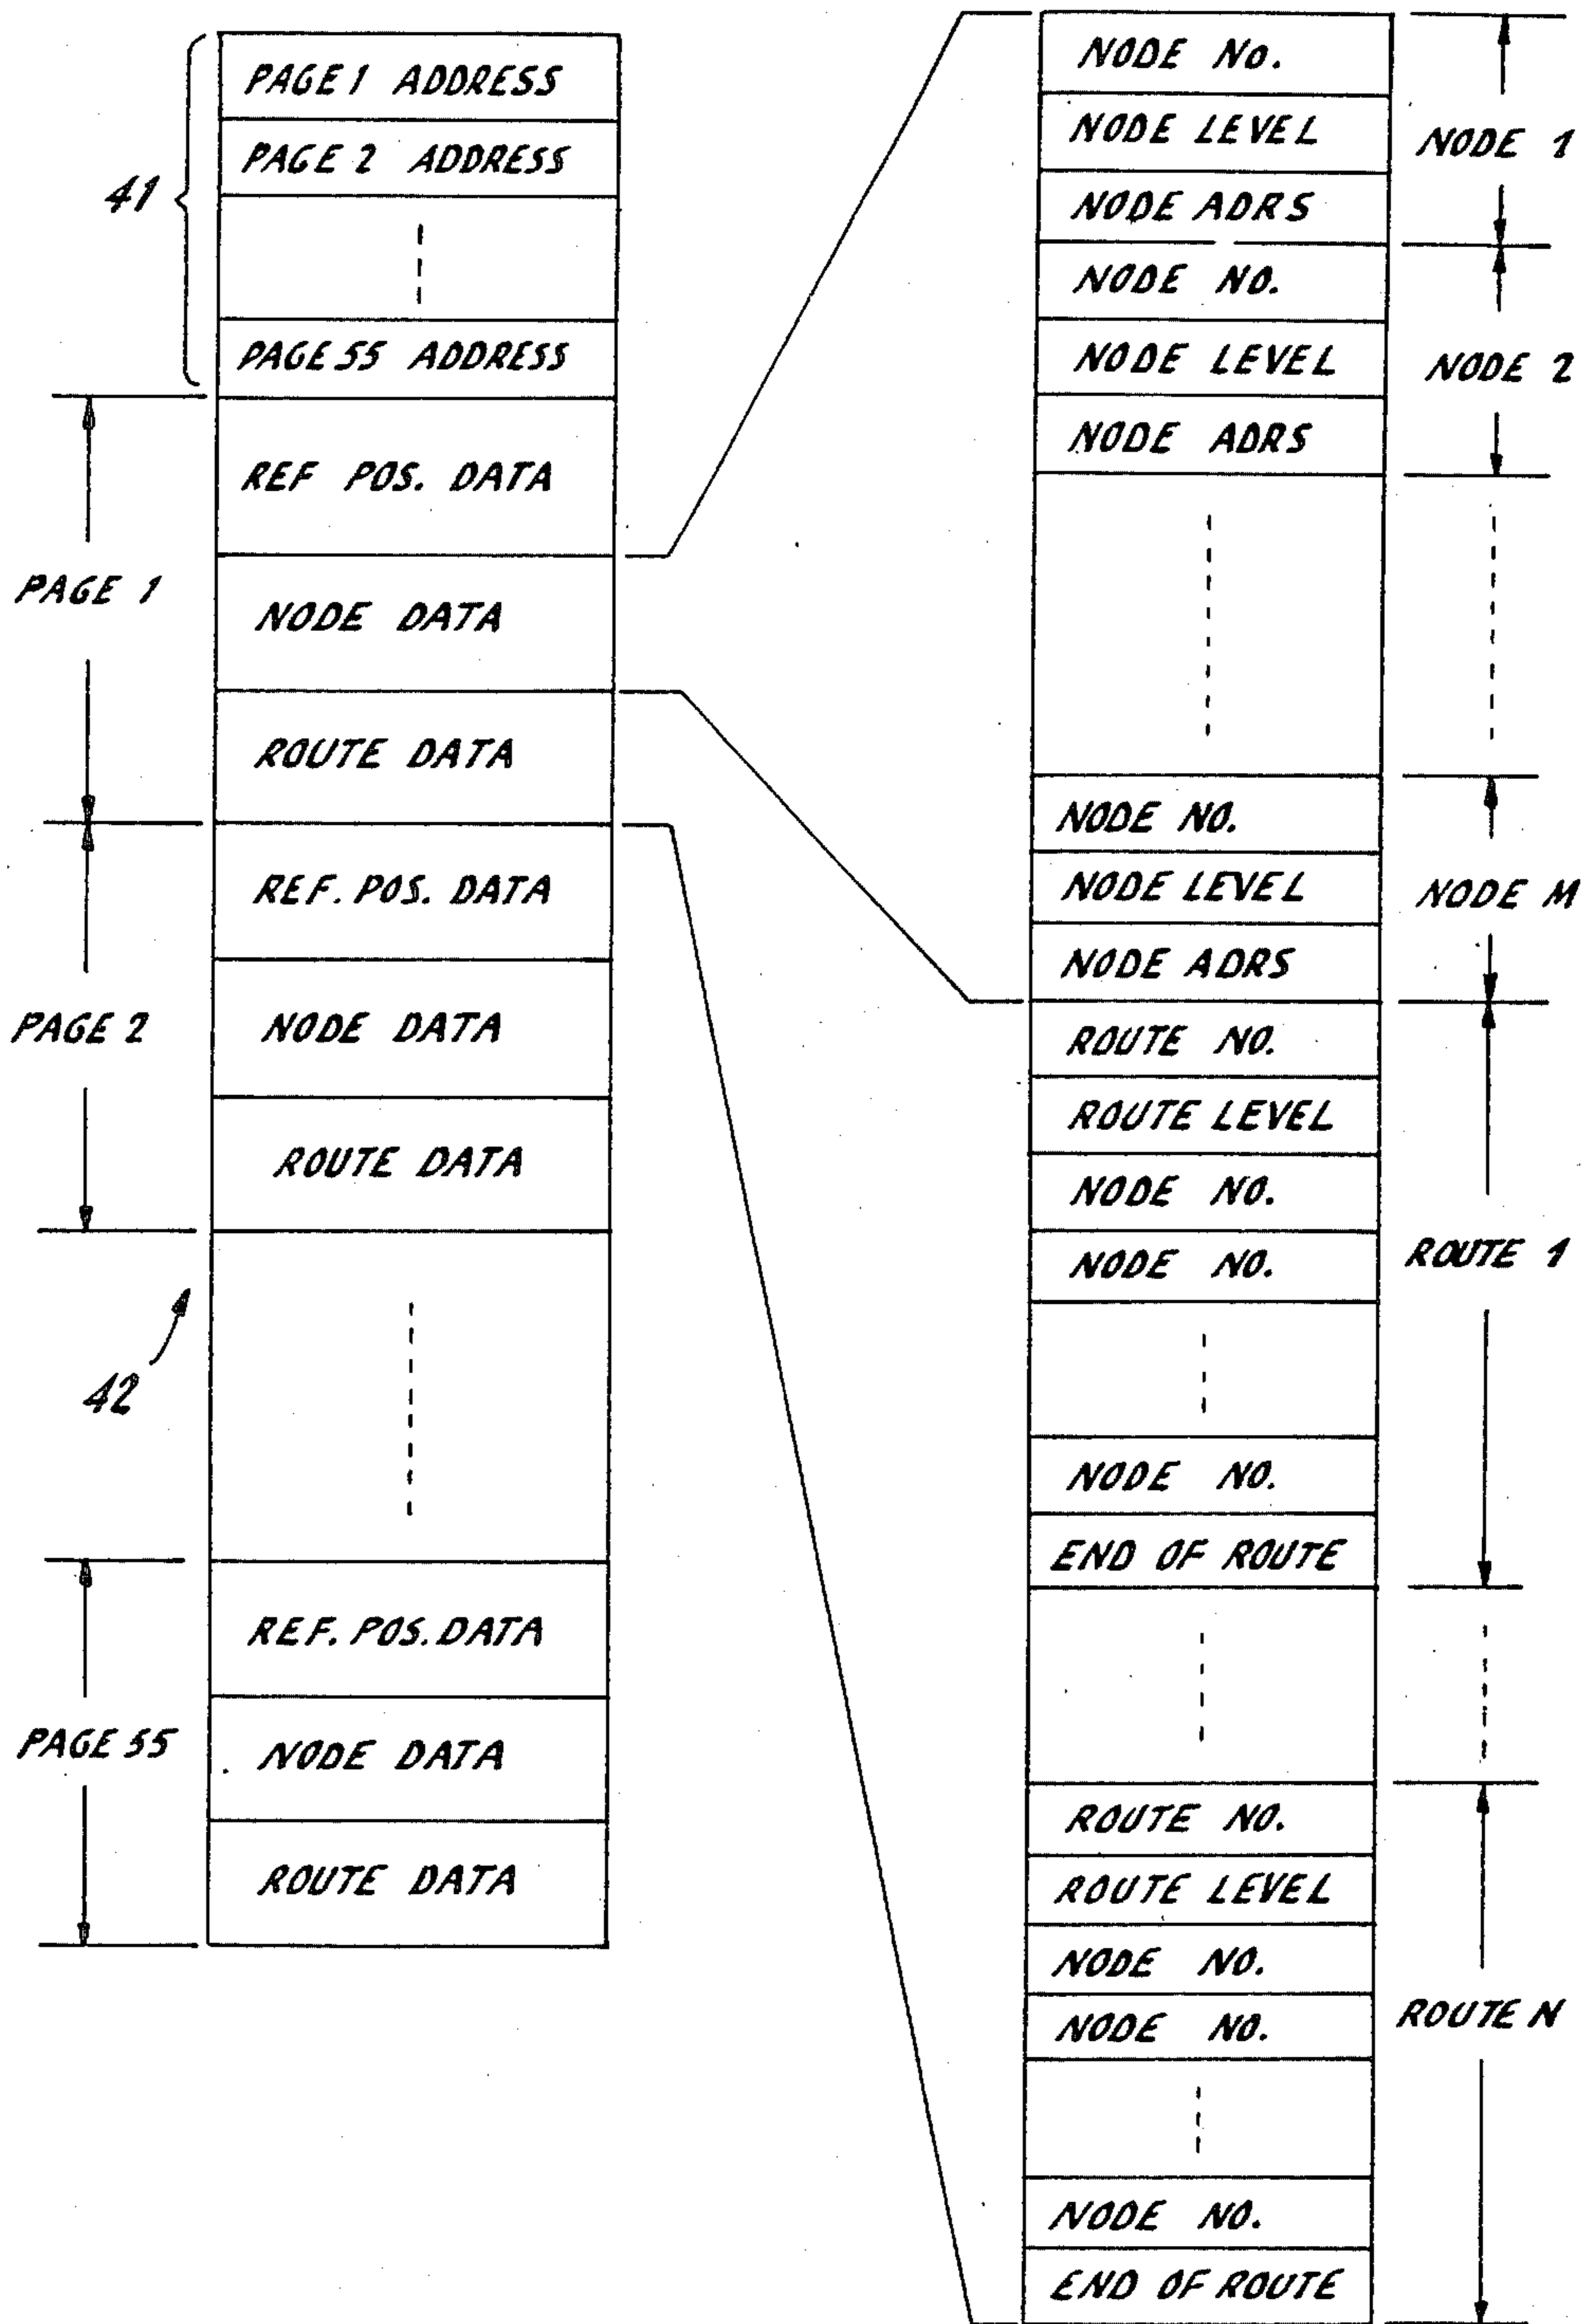 PAGE 1 ADDRESS
PAGE 2 ADDRESS
41
PAGE 55 ADDRESS
REF POS. DATA
PAGE 1
NODE DATA
ROUTE DATA
REF. POS. DATA
PAGE 2
NODE DATA
ROUTE DATA
42
REF. POS. DATA
PAGE 55
NODE DATA
ROUTE DATA
NODE No.
NODE LEVEL
NODE 1
NODE ADRS
NODE NO.
NODE LEVEL
NODE 2
NODE ADRS
NODE NO.
NODE LEVEL
NODE M
NODE ADRS
ROUTE NO.
ROUTE LEVEL
NODE NO.
NODE NO.
ROUTE 1
NODE NO.
END OF ROUTE
ROUTE NO.
ROUTE LEVEL
NODE NO.
NODE NO.
ROUTE N
NODE NO.
END OF ROUTE